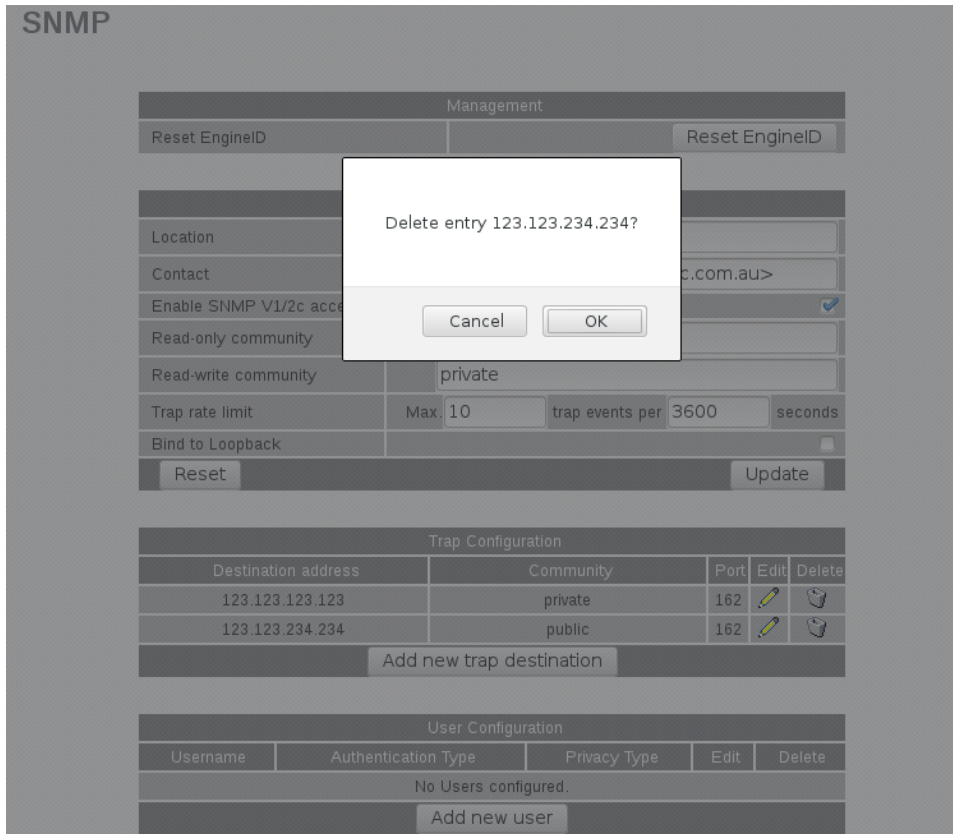 SNMP
Management
Reset EngineID Reset EngineID
Delete entry 123.123.234.234?
Cancel OK
Location
Contact c.com.au>
Enable SNMP V1/2c acce
Read-only community
Read-write community private
Trap rate limit Max. 10 trap events per 3600 seconds
Bind to Loopback
Reset Update
Trap Configuration
Destination address Community Port Edit Delete
123.123.123.123 private 162
123.123.234.234 public 162
Add new trap destination
User Configuration
Username Authentication Type Privacy Type Edit Delete
No Users configured.
Add new user